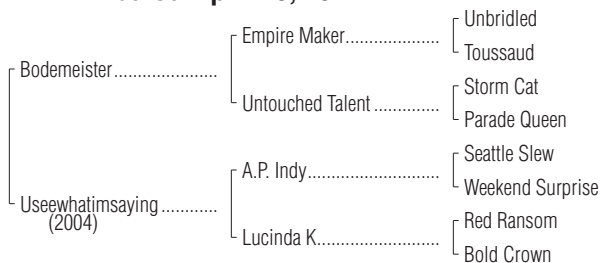 Unbridled
Empire Maker....................
Toussaud
Bodemeister......................
Storm Cat
Untouched Talent ..............
Parade Queen
Seattle Slew
A.P. Indy............................
Weekend Surprise
Useewhatimsaying ............
(2004)
Red Ransom
Lucinda K..........................
Bold Crown